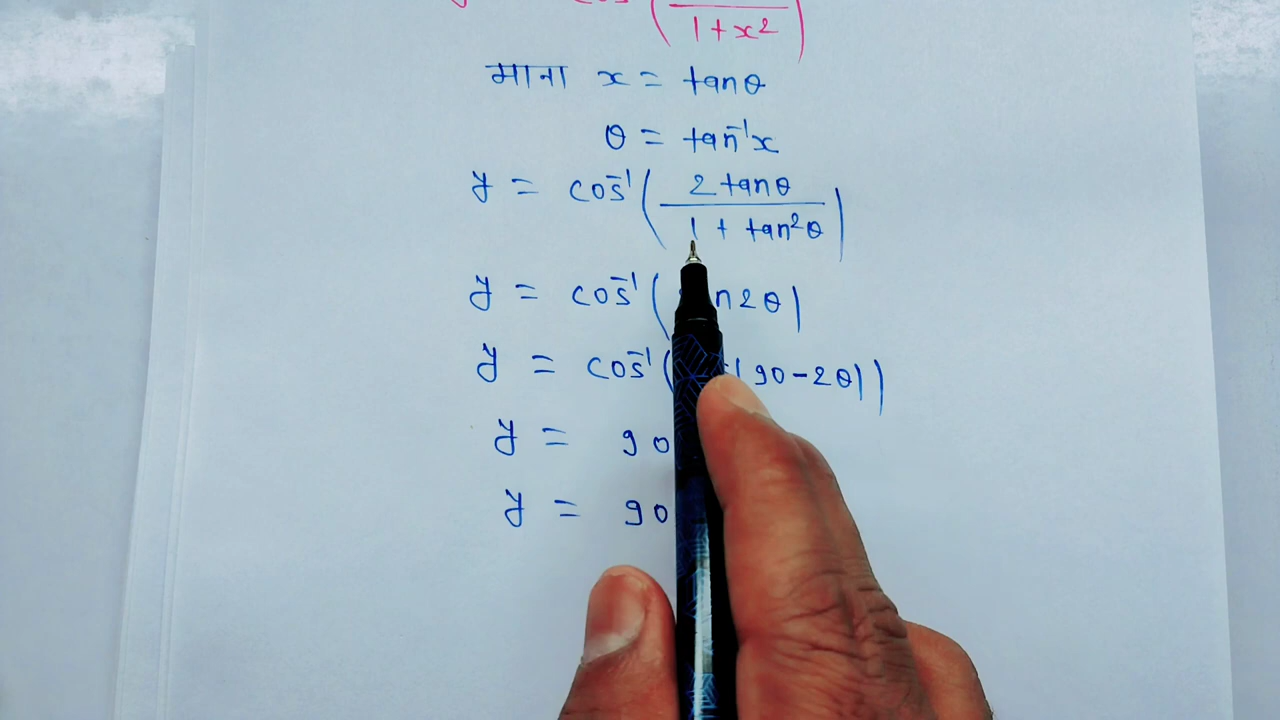 1+x²
माना x = tanθ
θ = tan⁻¹x
y = cos⁻¹(2tanθ / 1 + tan²θ)
y = cos⁻¹( n2θ)
y = cos⁻¹( (90-2θ))
y = 90
y = 90